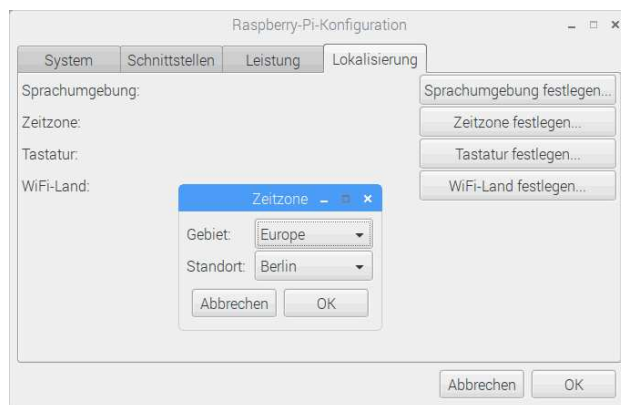 Raspberry-Pi-Konfiguration
System Schnittstellen Leistung Lokalisierung
Sprachumgebung: Sprachumgebung festlegen...
Zeitzone: Zeitzone festlegen...
Tastatur: Tastatur festlegen...
WiFi-Land: WiFi-Land festlegen...
Zeitzone
Gebiet: Europe
Standort: Berlin
Abbrechen OK
Abbrechen OK